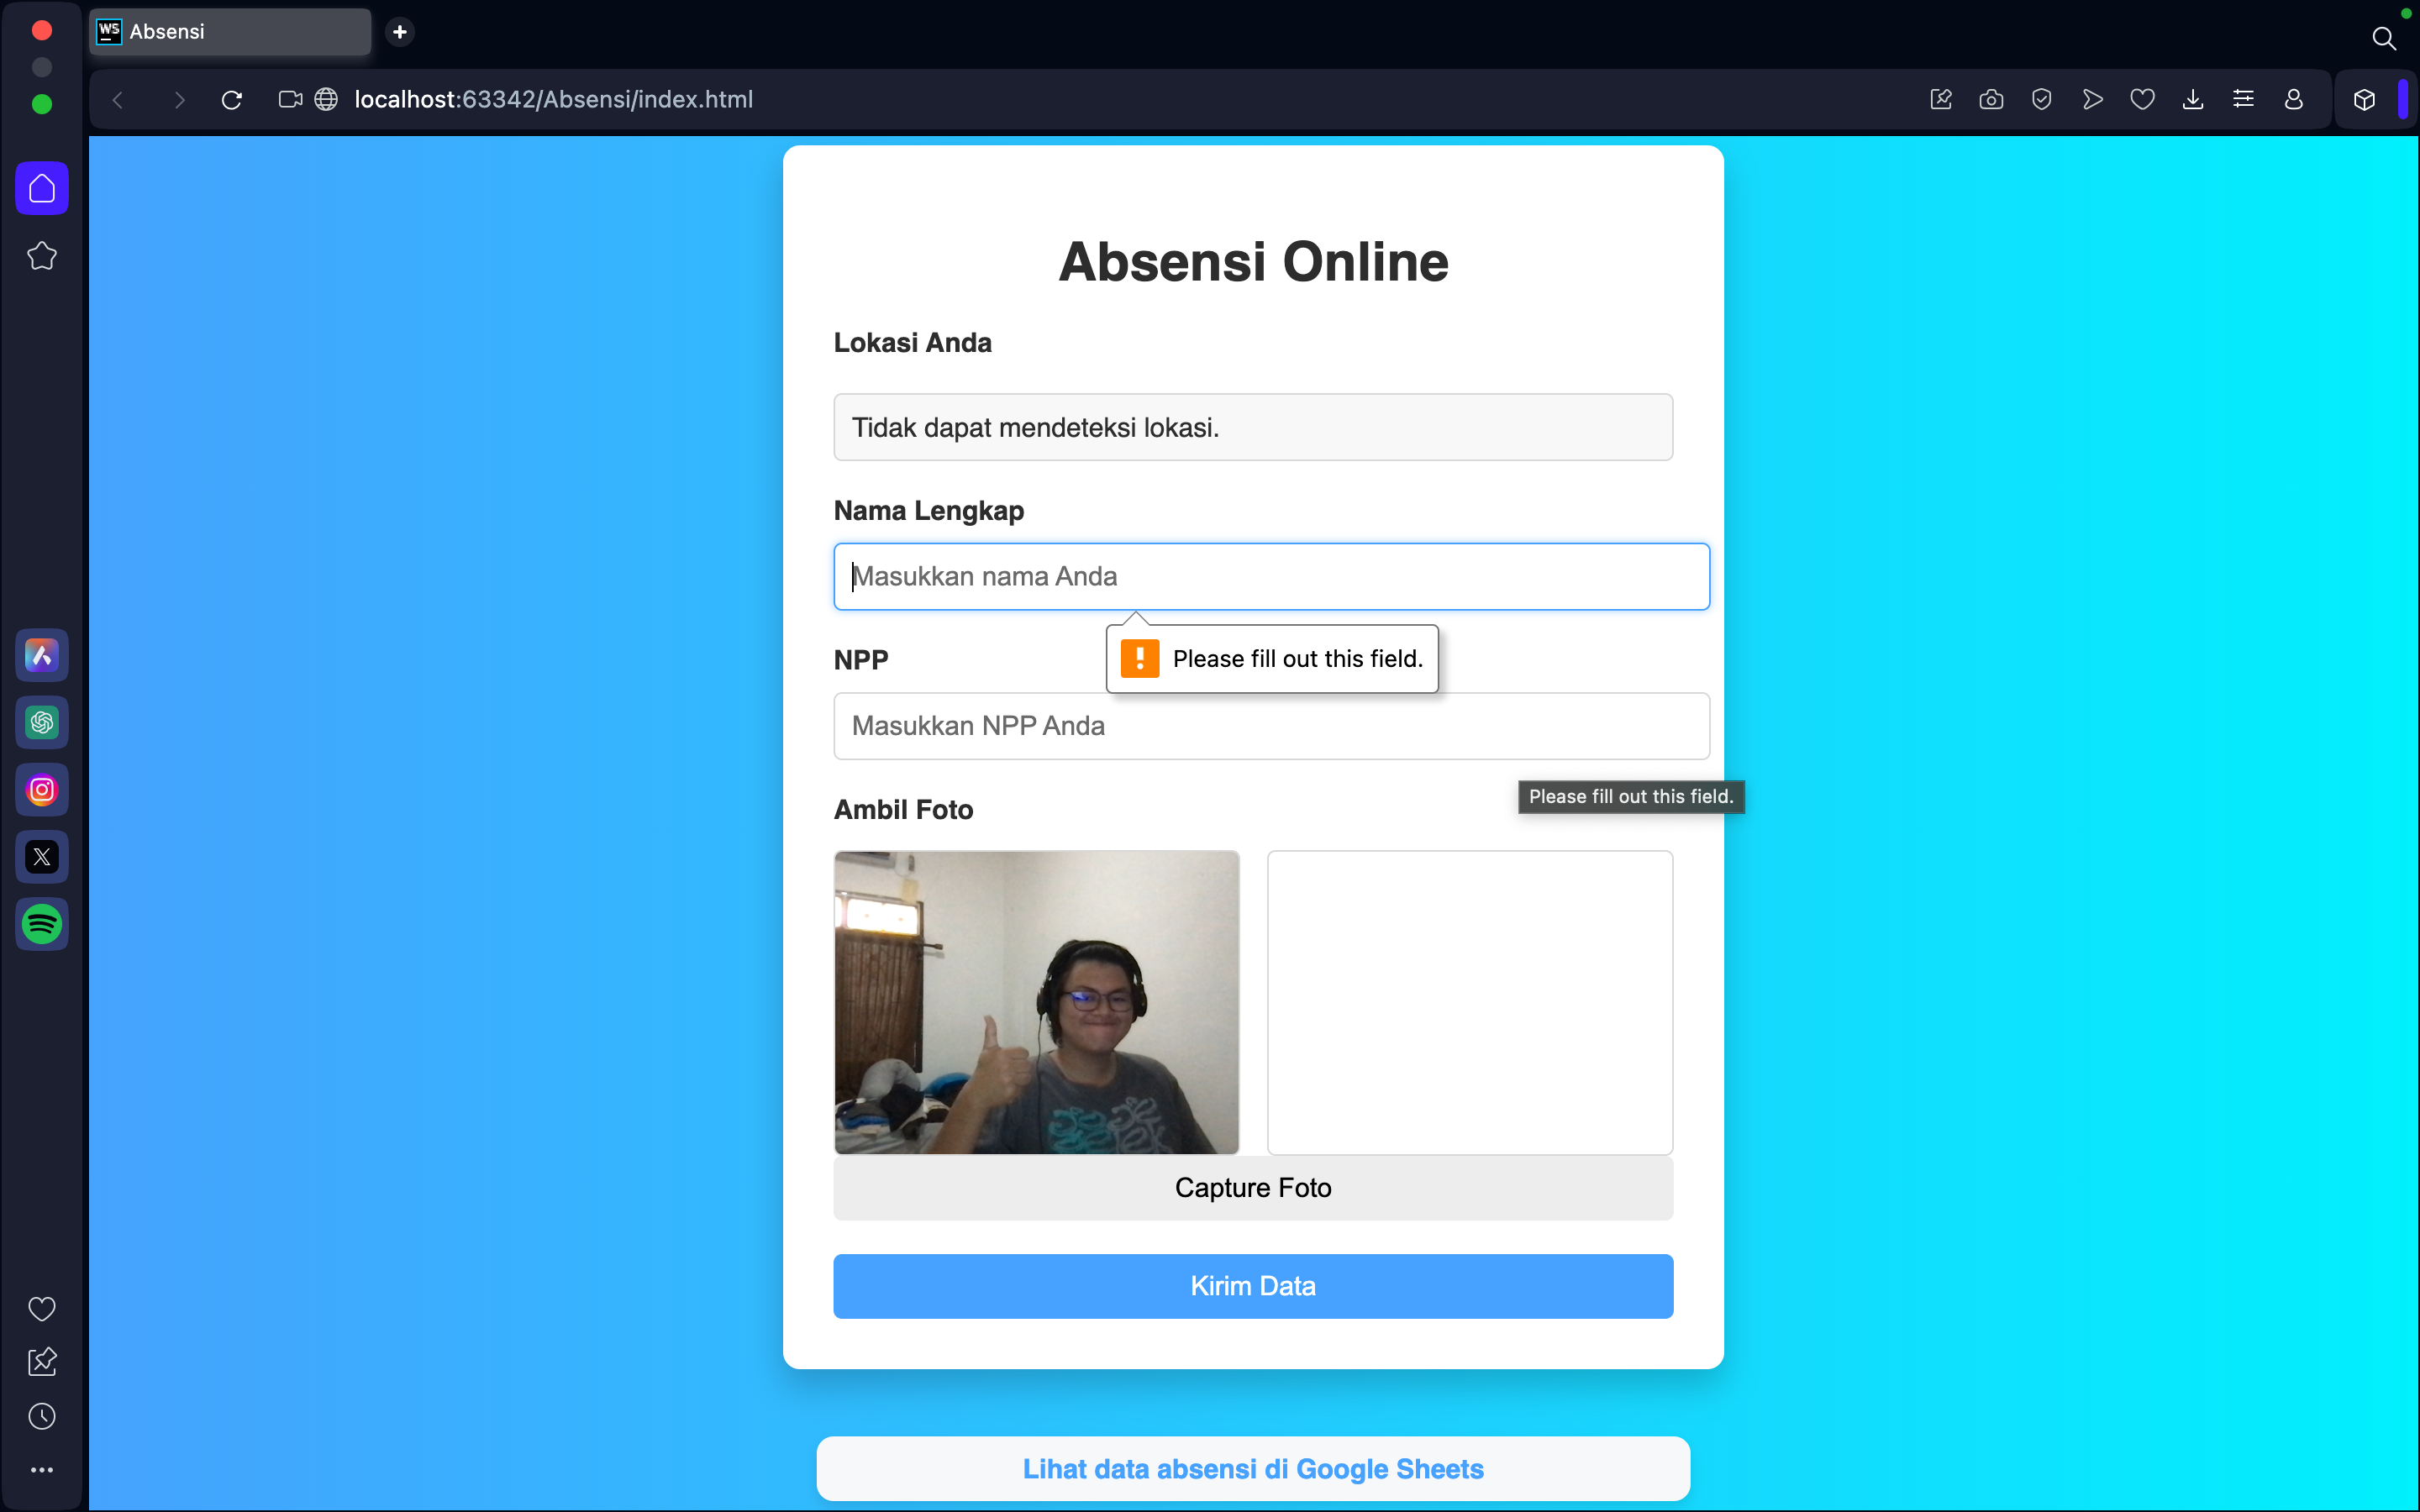 WS Absensi
localhost:63342/Absensi/index.html
Absensi Online
Lokasi Anda
Tidak dapat mendeteksi lokasi.
Nama Lengkap
Masukkan nama Anda
Please fill out this field.
NPP
Masukkan NPP Anda
Please fill out this field.
Ambil Foto
Capture Foto
Kirim Data
Lihat data absensi di Google Sheets